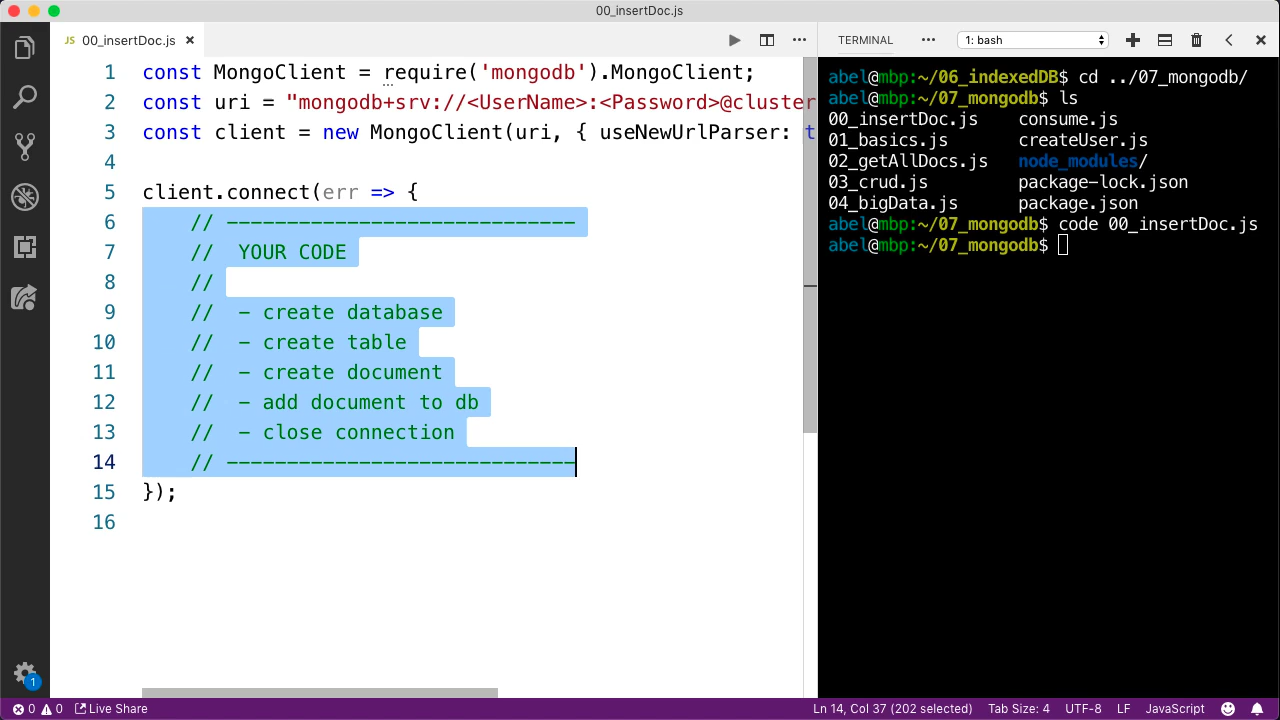 00_insertDoc.js
JS 00_insertDoc.js ×
1 const MongoClient = require('mongodb').MongoClient;
2 const uri = "mongodb+srv://<UserName>:<Password>@cluster
3 const client = new MongoClient(uri, { useNewUrlParser: t
4
5 client.connect(err => {
6 // -----------------------------
7 // YOUR CODE
8 //
9 // - create database
10 // - create table
11 // - create document
12 // - add document to db
13 // - close connection
14 // -----------------------------
15 });
16
TERMINAL ... 1: bash
abel@mbp:~/06_indexedDB$ cd ../07_mongodb/
abel@mbp:~/07_mongodb$ ls
00_insertDoc.js consume.js
01_basics.js createUser.js
02_getAllDocs.js node_modules/
03_crud.js package-lock.json
04_bigData.js package.json
abel@mbp:~/07_mongodb$ code 00_insertDoc.js
abel@mbp:~/07_mongodb$
1
0 0 Live Share Ln 14, Col 37 (202 selected) Tab Size: 4 UTF-8 LF JavaScript